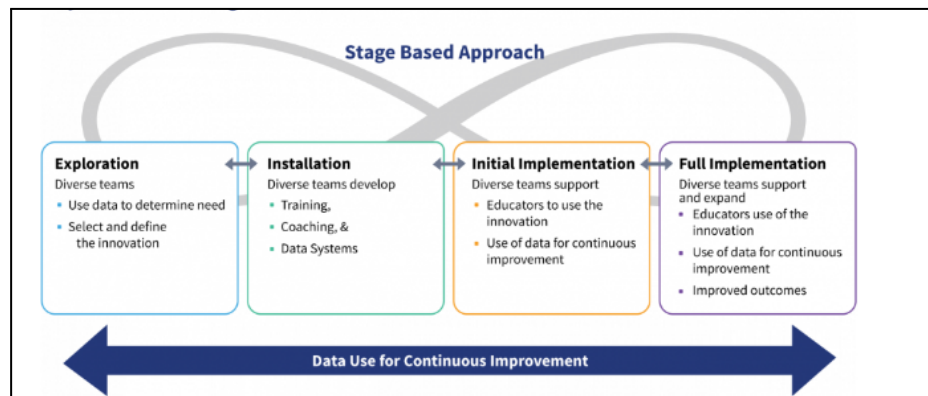 Stage Based Approach
Exploration
Diverse teams
▪ Use data to determine need
▪ Select and define
the innovation
Installation
Diverse teams develop
▪ Training,
▪ Coaching, &
▪ Data Systems
Initial Implementation
Diverse teams support
▪ Educators to use the
innovation
▪ Use of data for continuous
improvement
Full Implementation
Diverse teams support
and expand
▪ Educators use of the
innovation
▪ Use of data for continuous
improvement
▪ Improved outcomes
Data Use for Continuous Improvement